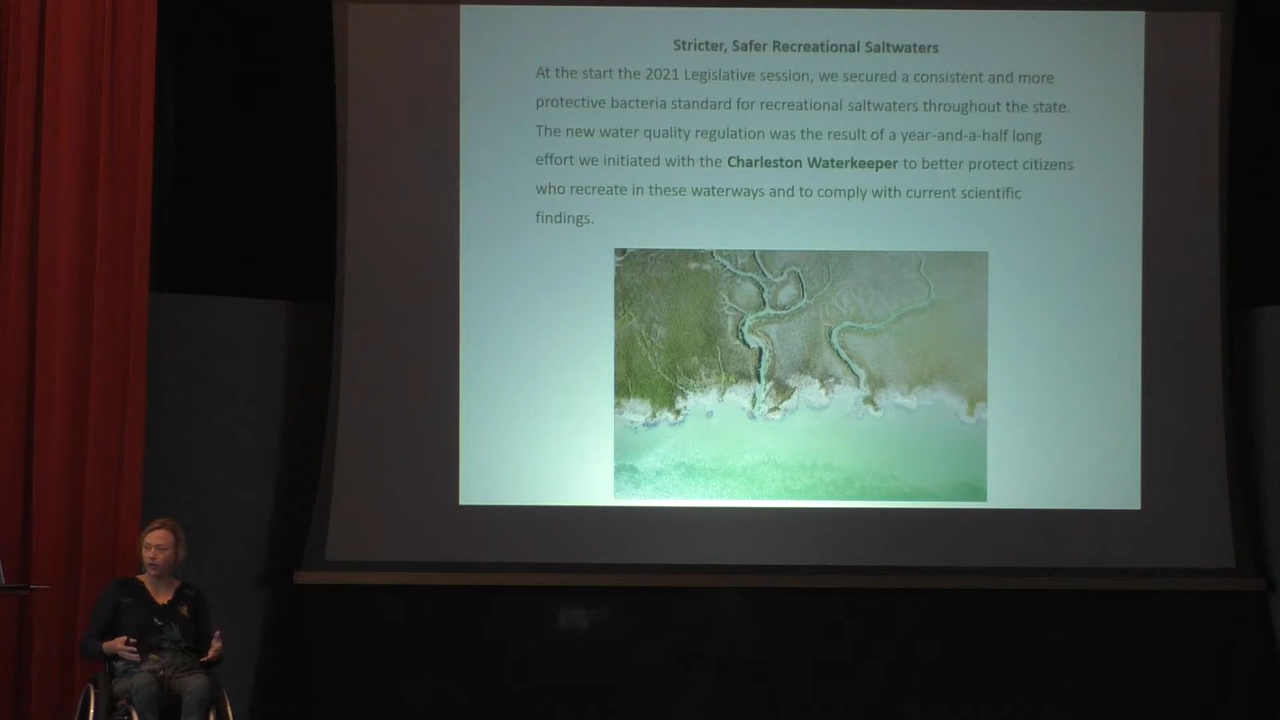 Stricter, Safer Recreational Saltwaters
At the start the 2021 Legislative session, we secured a consistent and more
protective bacteria standard for recreational saltwaters throughout the state.
The new water quality regulation was the result of a year-and-a-half long
effort we initiated with the Charleston Waterkeeper to better protect citizens
who recreate in these waterways and to comply with current scientific
findings.